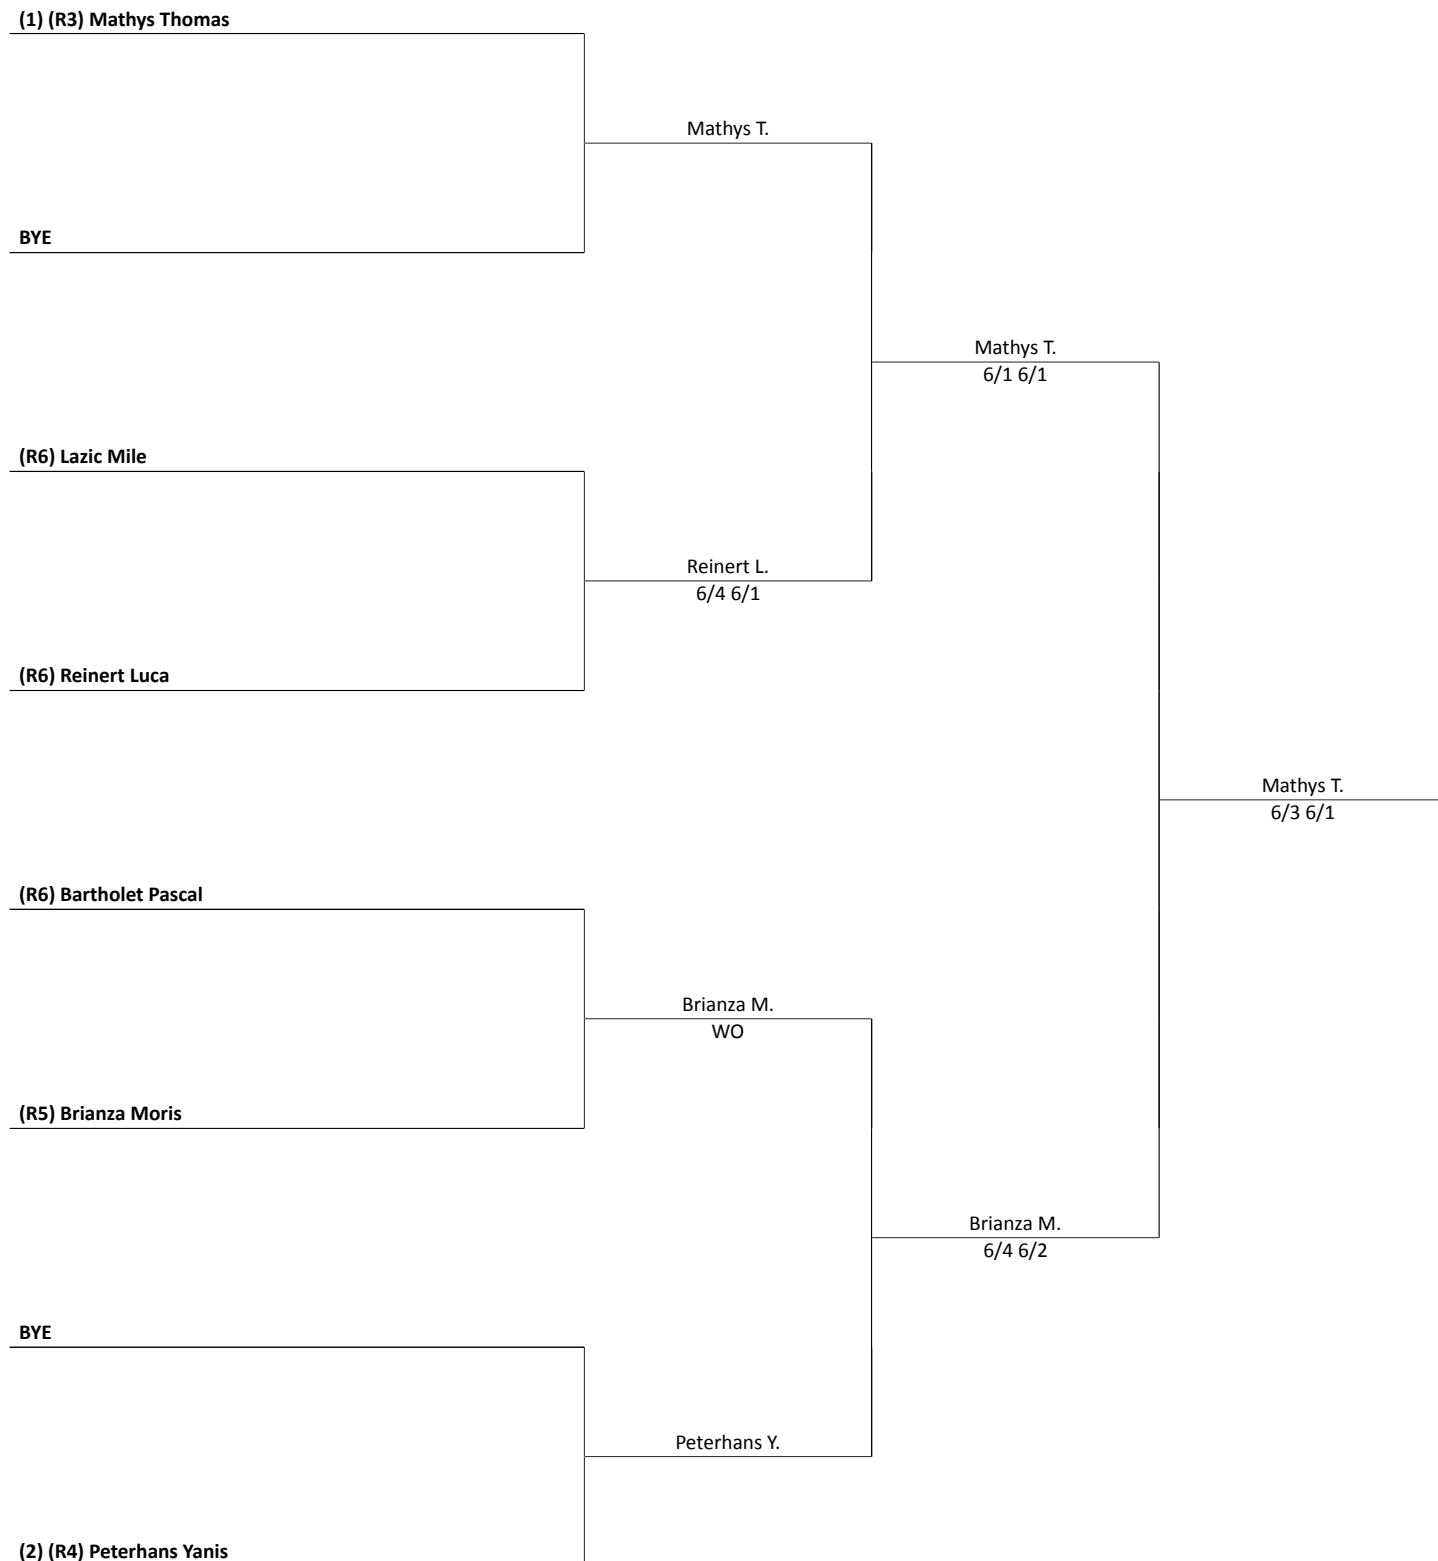 (1) (R3) Mathys Thomas
Mathys T.
BYE
Mathys T.
6/1 6/1
(R6) Lazic Mile
Reinert L.
6/4 6/1
(R6) Reinert Luca
Mathys T.
6/3 6/1
(R6) Bartholet Pascal
Brianza M.
WO
(R5) Brianza Moris
Brianza M.
6/4 6/2
BYE
Peterhans Y.
(2) (R4) Peterhans Yanis